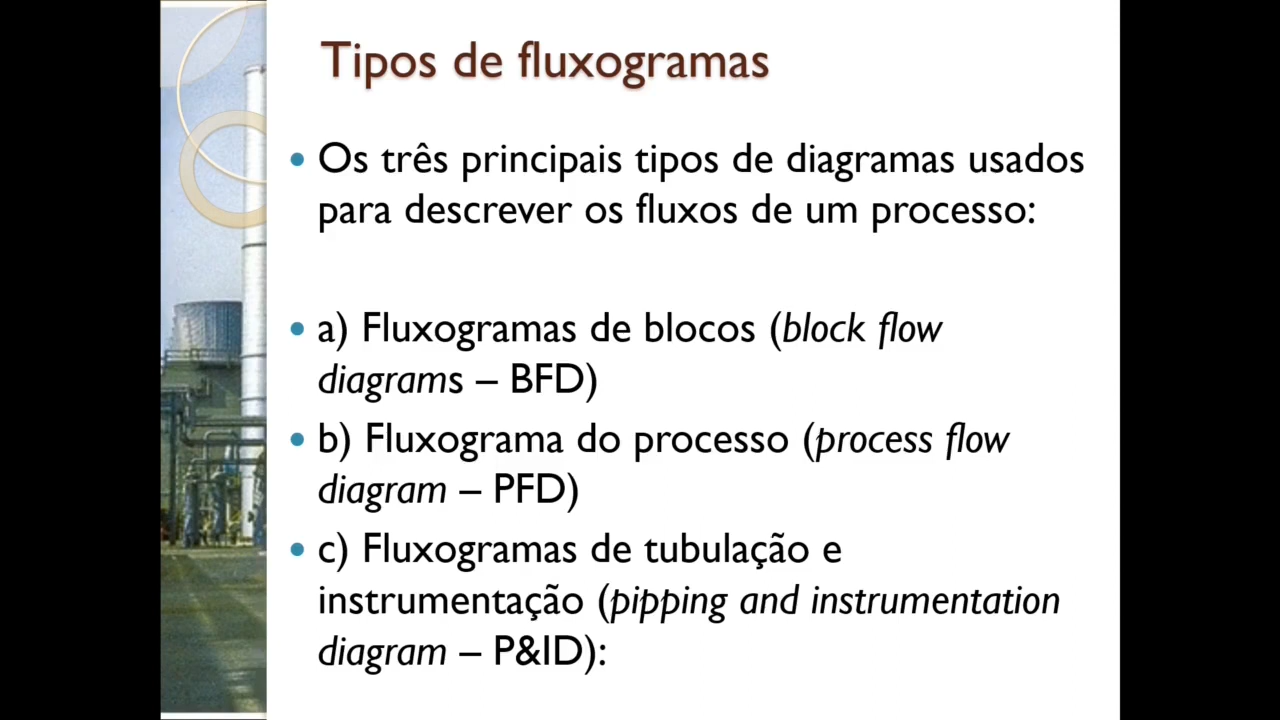 Tipos de fluxogramas
• Os três principais tipos de diagramas usados
para descrever os fluxos de um processo:
• a) Fluxogramas de blocos (block flow
diagrams – BFD)
• b) Fluxograma do processo (process flow
diagram – PFD)
• c) Fluxogramas de tubulação e
instrumentação (pipping and instrumentation
diagram – P&ID):